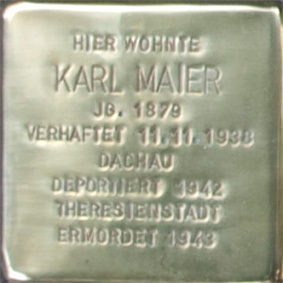 HIER WOHNTE
KARL MAIER
JG. 1879
VERHAFTET 11.11.1938
DACHAU
DEPORTIERT 1942
THERESIENSTADT
ERMORDET 1943